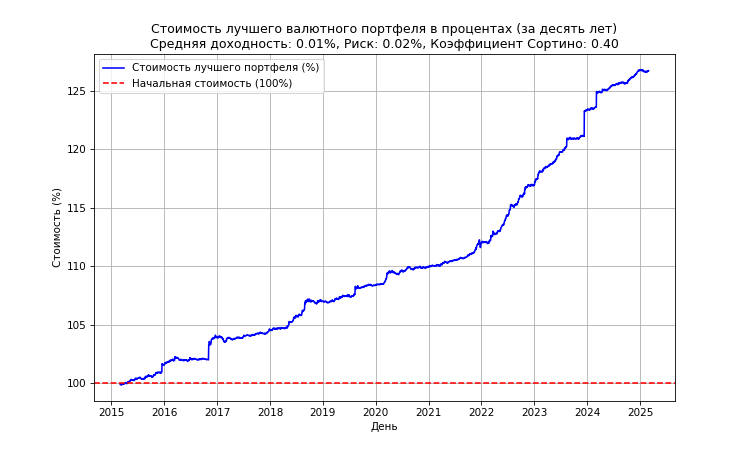 Стоимость лучшего валютного портфеля в процентах (за десять лет)
Средняя доходность: 0.01%, Риск: 0.02%, Коэффициент Сортино: 0.40
Стоимость лучшего портфеля (%)
Начальная стоимость (100%)
Стоимость (%)
125
120
115
110
105
100
2015 2016 2017 2018 2019 2020 2021 2022 2023 2024 2025
День